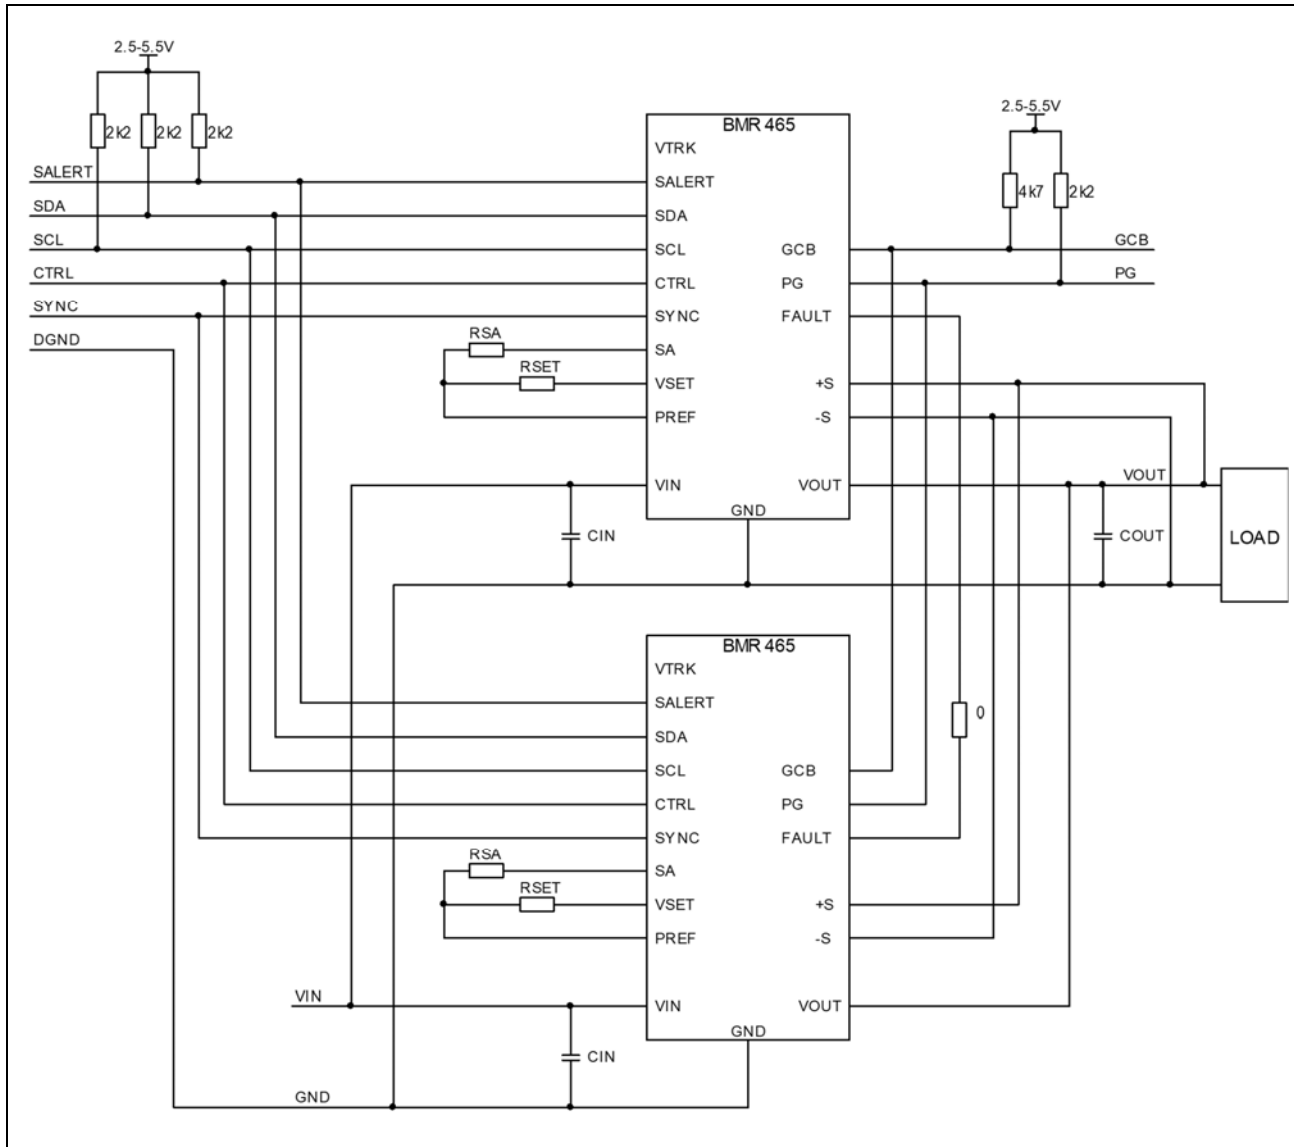 2.5-5.5V
2k2 2k2 2k2
SALERT
SDA
SCL
CTRL
SYNC
DGND
BMR 465
VTRK
SALERT
SDA
SCL GCB
CTRL PG
SYNC FAULT
SA
VSET +S
PREF -S
VIN VOUT
GND
RSA
RSET
CIN
2.5-5.5V
4k7 2k2
GCB
PG
VOUT
COUT
LOAD
BMR 465
VTRK
SALERT
SDA
SCL GCB
CTRL PG
SYNC FAULT
SA
VSET +S
PREF -S
VIN VOUT
GND
0
RSA
RSET
VIN
CIN
GND